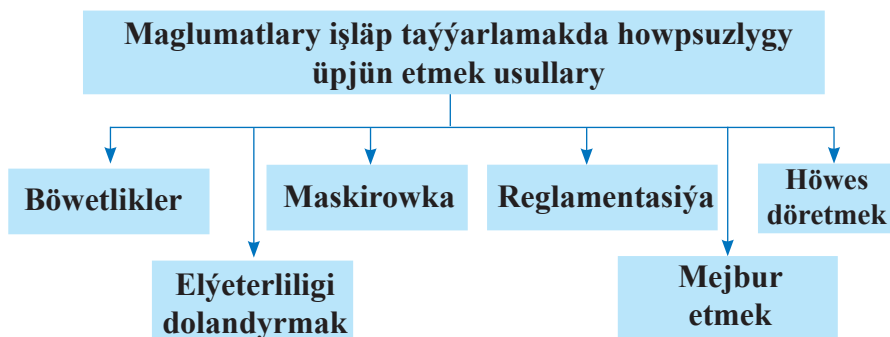 Maglumatlary işläp taýýarlamakda howpsuzlygy
üpjün etmek usullary
Böwetlikler
Maskirowka
Reglamentasiýa
Höwes
döretmek
Elýeterliligi
dolandyrmak
Mejbur
etmek